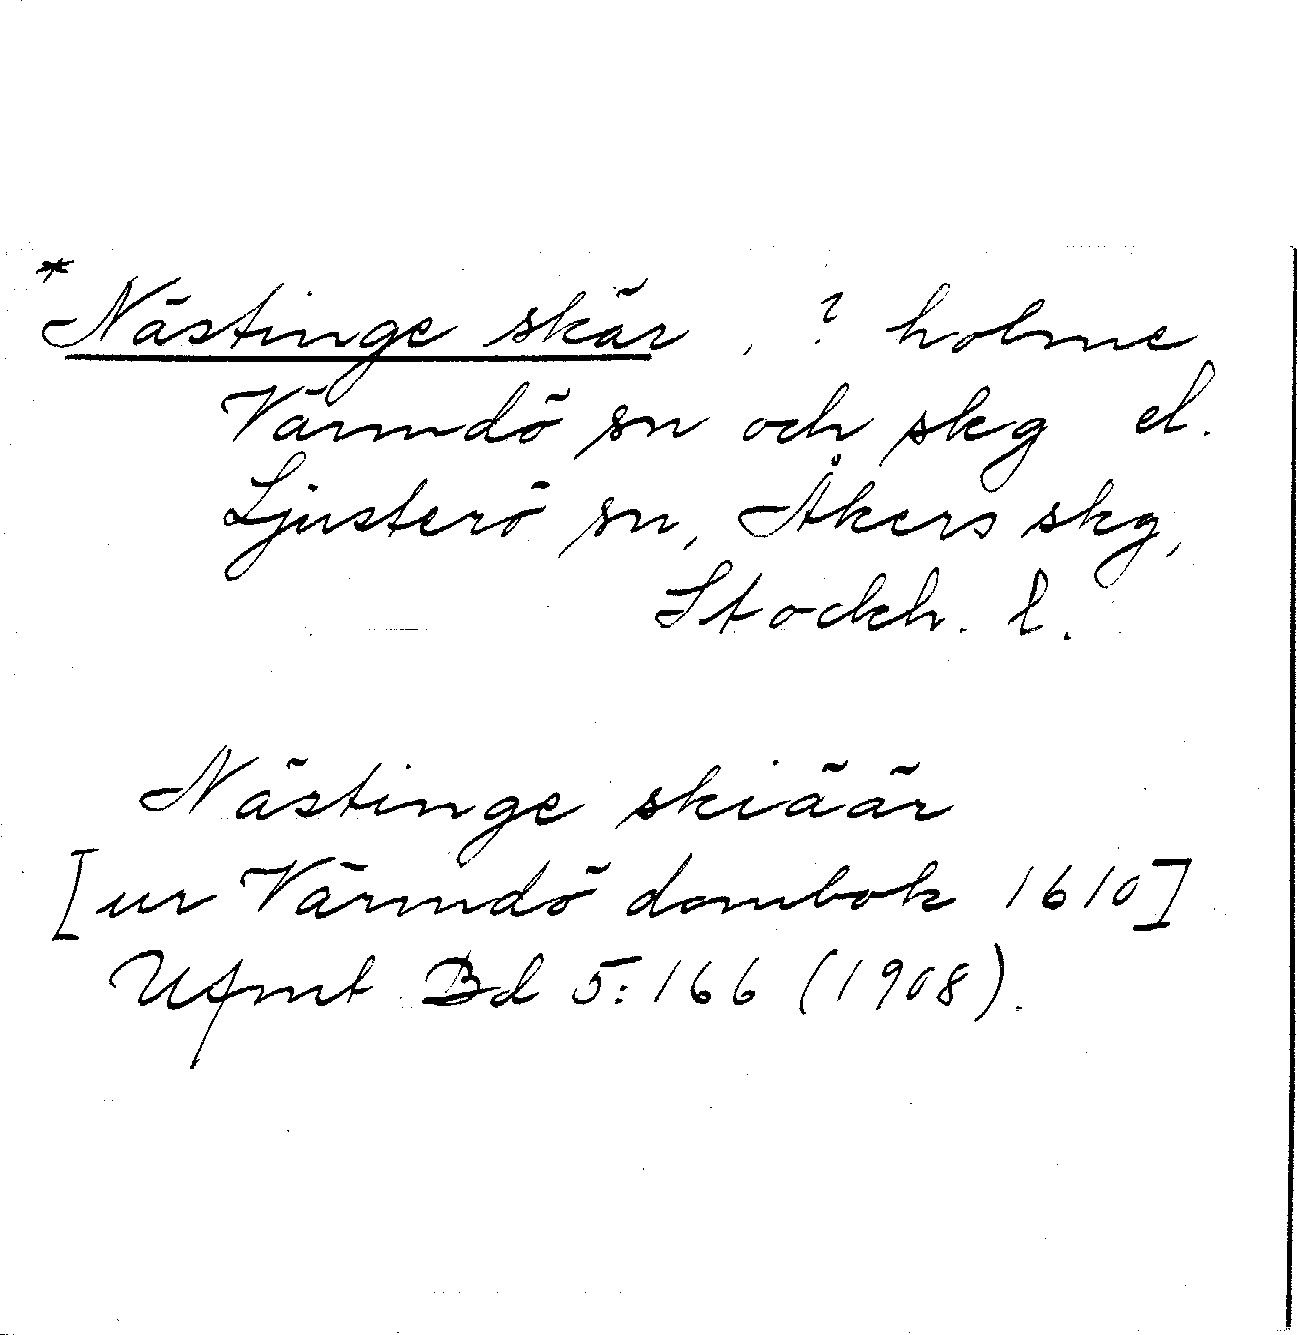 *Nästinge skär, ? holme
Värmdö sn och skg el.
Ljusterö sn, Åkers skg,
Stockh. l.
Nästinge skiäär
[ur Värmdö dombok 1610]
Ufmt Bd 5:166 (1908).